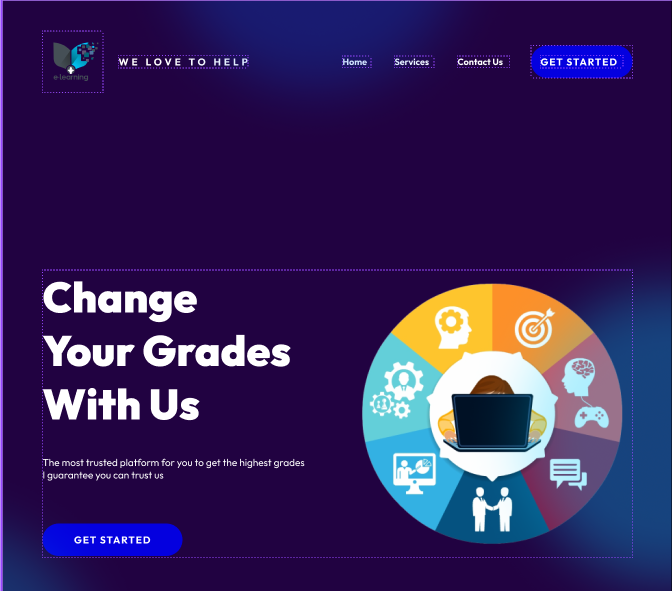 e·learning
WE LOVE TO HELP
Home
Services
Contact Us
GET STARTED
Change
Your Grades
With Us
The most trusted platform for you to get the highest grades
I guarantee you can trust us
GET STARTED